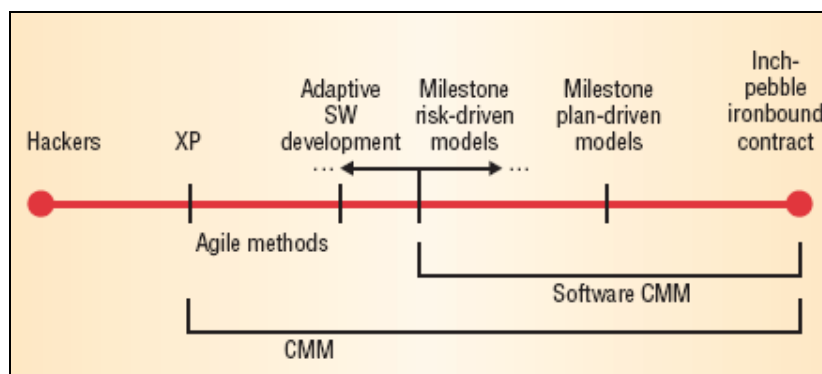 Hackers
XP
Adaptive
SW
development
Milestone
risk-driven
models
Milestone
plan-driven
models
Inch-
pebble
ironbound
contract
... ...
Agile methods
Software CMM
CMM